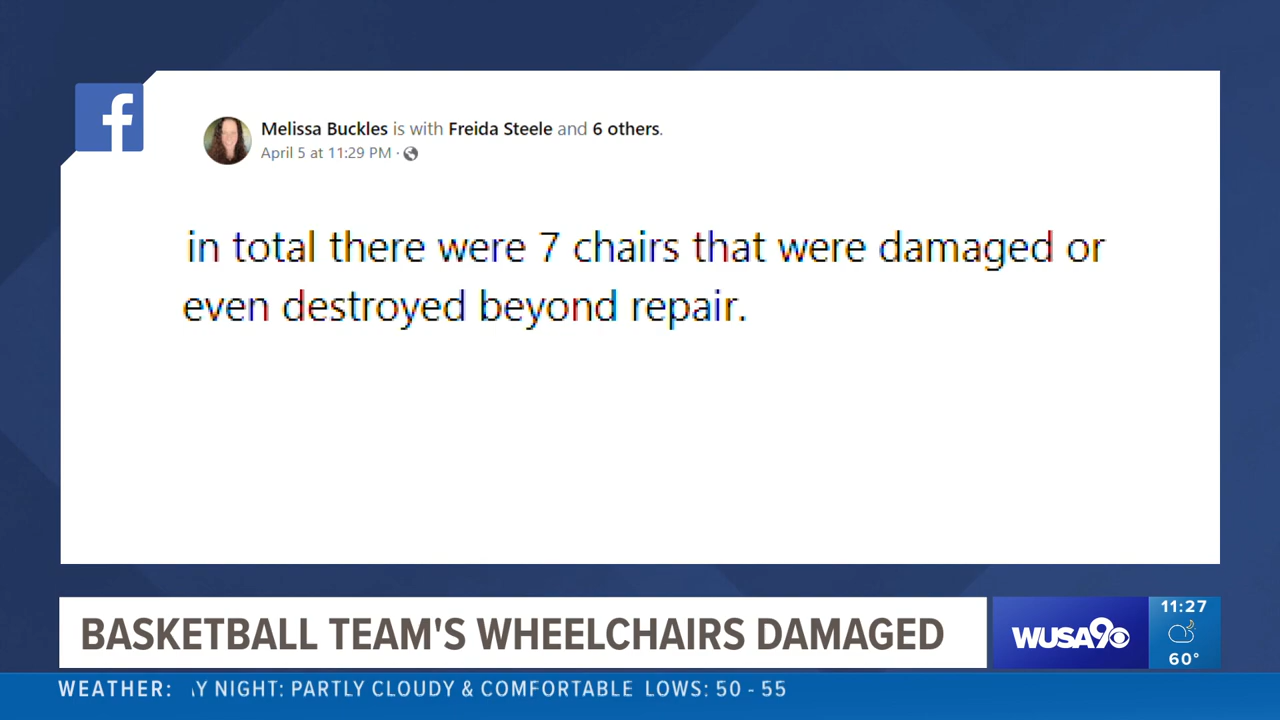 Melissa Buckles is with Freida Steele and 6 others.
April 5 at 11:29 PM ·
in total there were 7 chairs that were damaged or
even destroyed beyond repair.
BASKETBALL TEAM'S WHEELCHAIRS DAMAGED
WUSA9
11:27
60°
WEATHER: Y NIGHT: PARTLY CLOUDY & COMFORTABLE LOWS: 50 - 55